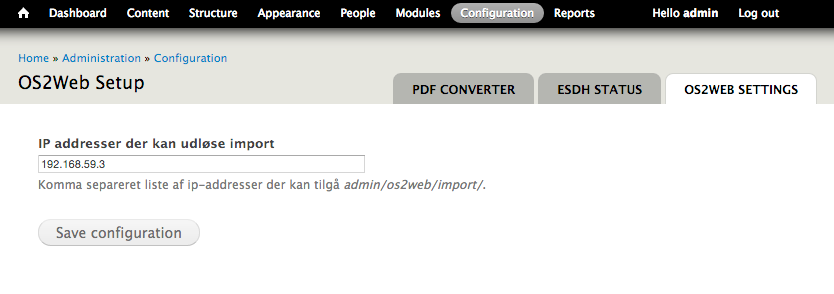 Dashboard Content Structure Appearance People Modules Configuration Reports Hello admin Log out
Home » Administration » Configuration
OS2Web Setup
PDF CONVERTER ESDH STATUS OS2WEB SETTINGS
IP addresser der kan udløse import
192.168.59.3
Komma separeret liste af ip-addresser der kan tilgå admin/os2web/import/.
Save configuration